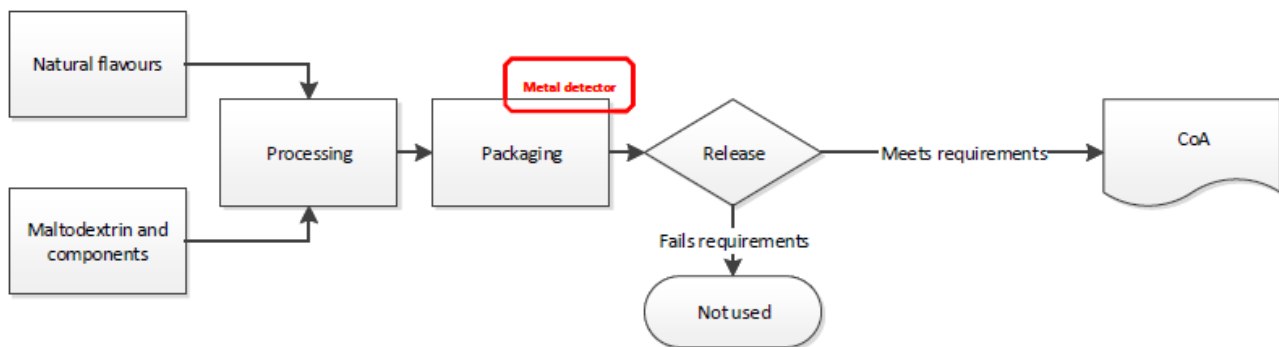 Natural flavours
Metal detector
Processing
Packaging
Release
Meets requirements
CoA
Maltodextrin and
components
Fails requirements
Not used